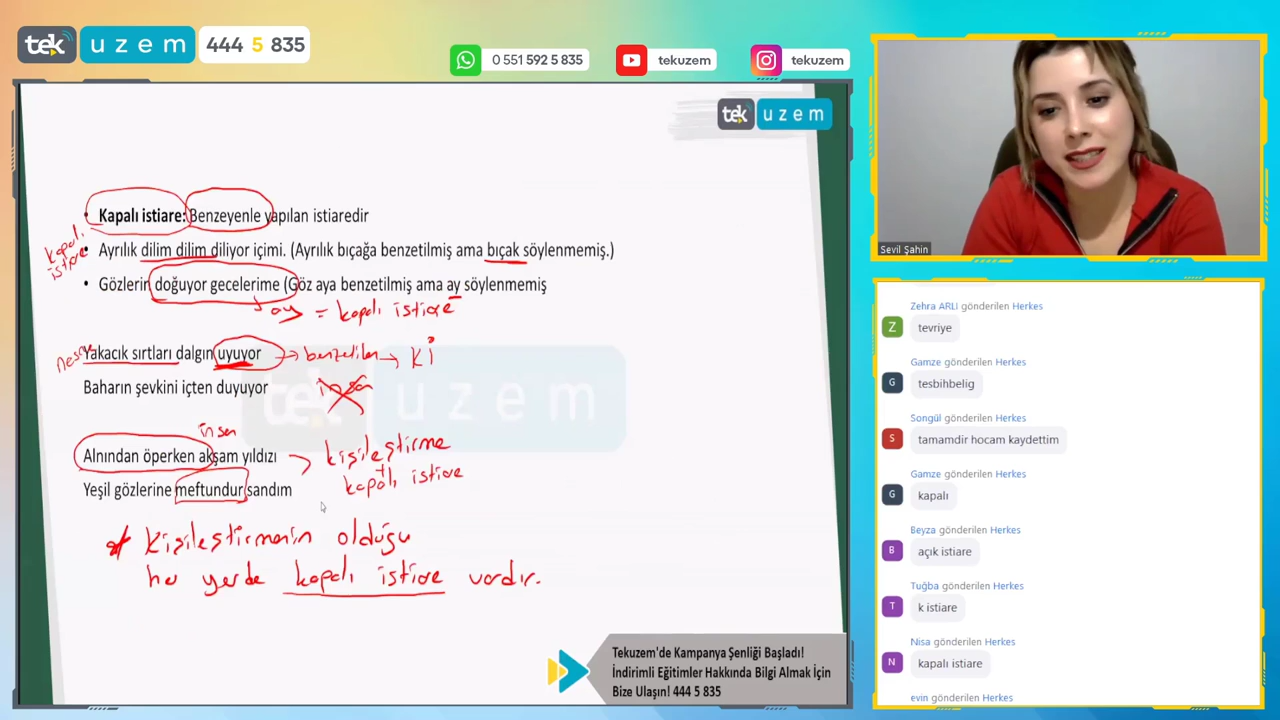 tek uzem 444 5 835
0 551 592 5 835
tekuzem
tekuzem
tek uzem
• Kapalı istiare: Benzeyenle yapılan istiaredir
kapalı istiare
• Ayrılık dilim dilim diliyor içimi. (Ayrılık bıçağa benzetilmiş ama bıçak söylenmemiş.)
• Gözlerin doğuyor gecelerime (Göz aya benzetilmiş ama ay söylenmemiş
ay = kapalı istiare
Yakacık sırtları dalgın uyuyor → benzetilen → Kİ
Baharın şevkini içten duyuyor insan
tek uzem
insan
Alnından öperken akşam yıldızı → kişileştirme
+
kapalı istiare
Yeşil gözlerine meftundur sandım
* Kişileştirmenin olduğu
her yerde kapalı istiare vardır.
Tekuzem'de Kampanya Şenliği Başladı!
İndirimli Eğitimler Hakkında Bilgi Almak İçin
Bize Ulaşın! 444 5 835
Sevil Şahin
Zehra ARLI gönderilen Herkes
Z tevriye
Gamze gönderilen Herkes
G tesbihbelig
Songül gönderilen Herkes
S tamamdir hocam kaydettim
Gamze gönderilen Herkes
G kapalı
Beyza gönderilen Herkes
B açık istiare
Tuğba gönderilen Herkes
T k istiare
Nisa gönderilen Herkes
N kapalı istiare
evin gönderilen Herkes